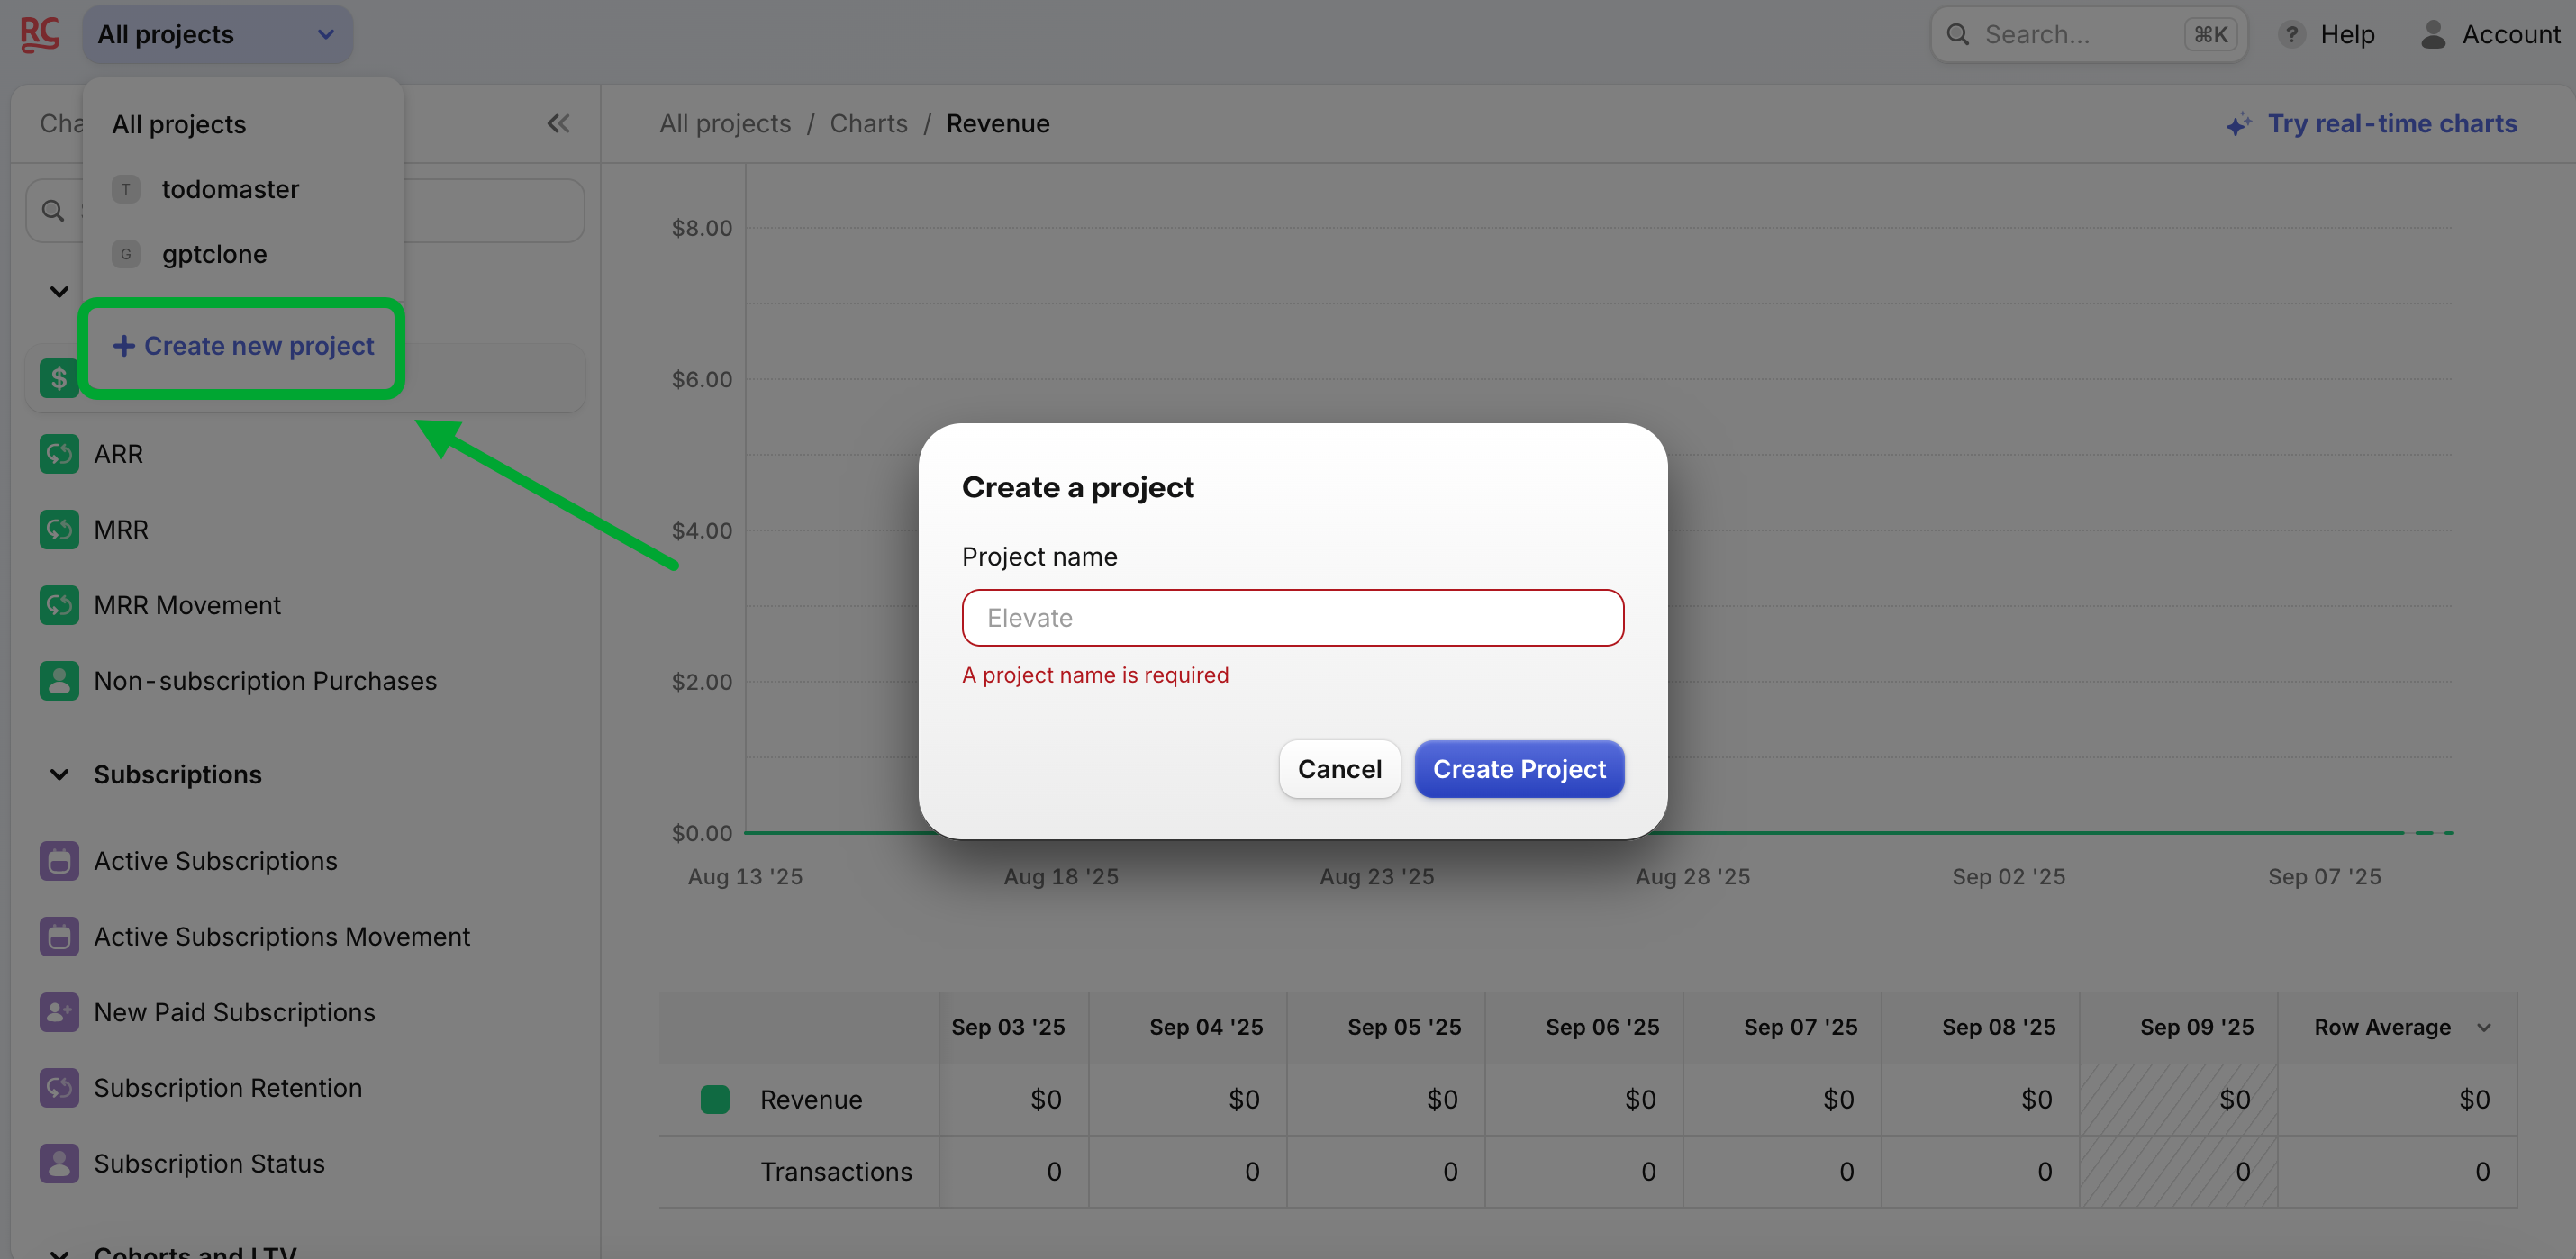 RC
All projects
Search...
⌘K
? Help
Account
All projects
T todomaster
G gptclone
+ Create new project
Cha
All projects / Charts / Revenue
Try real-time charts
$
ARR
MRR
MRR Movement
Non-subscription Purchases
Subscriptions
Active Subscriptions
Active Subscriptions Movement
New Paid Subscriptions
Subscription Retention
Subscription Status
Cohorts and LTV
$8.00
$6.00
$4.00
$2.00
$0.00
Aug 13 '25 Aug 18 '25 Aug 23 '25 Aug 28 '25 Sep 02 '25 Sep 07 '25
Create a project
Project name
Elevate
A project name is required
Cancel Create Project
Sep 03 '25 Sep 04 '25 Sep 05 '25 Sep 06 '25 Sep 07 '25 Sep 08 '25 Sep 09 '25 Row Average
Revenue $0 $0 $0 $0 $0 $0 $0 $0
Transactions 0 0 0 0 0 0 0 0